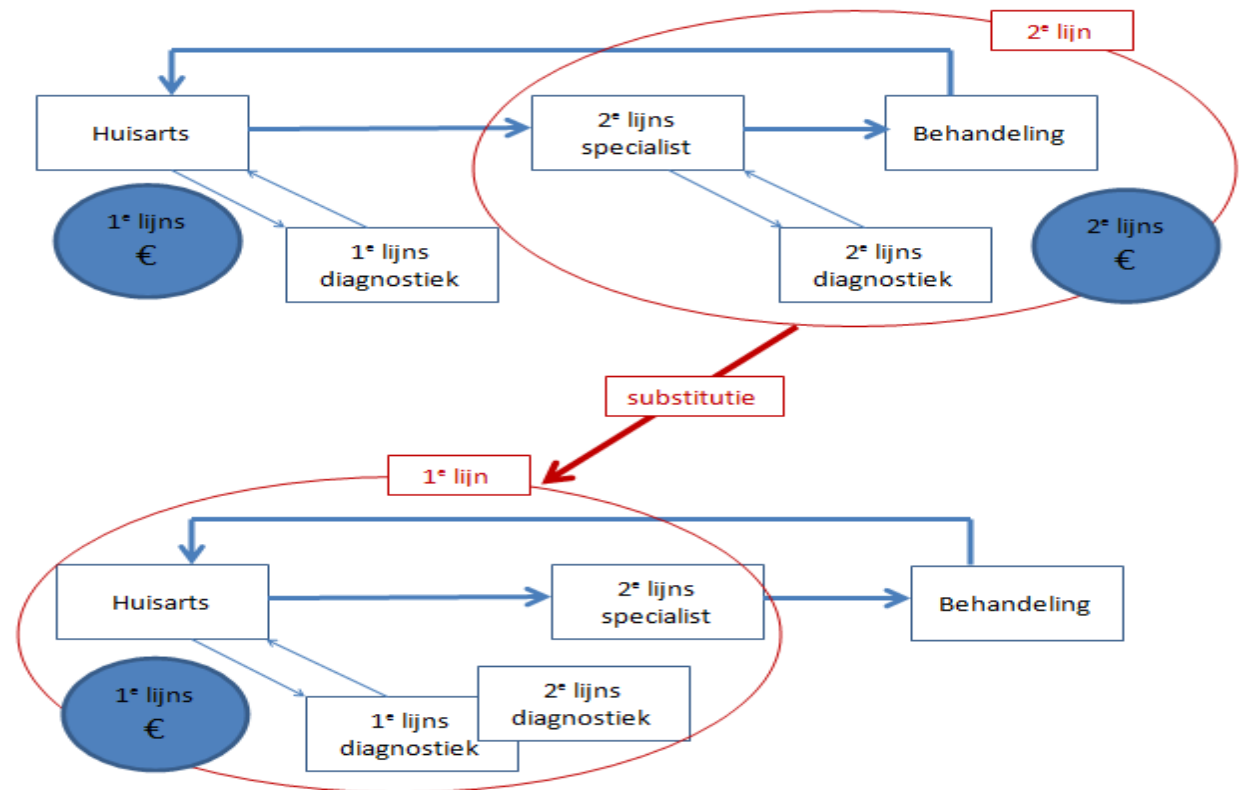 2ᵉ lijn
Huisarts
2ᵉ lijns
specialist
Behandeling
1ᵉ lijns
€
1ᵉ lijns
diagnostiek
2ᵉ lijns
diagnostiek
2ᵉ lijns
€
substitutie
1ᵉ lijn
Huisarts
2ᵉ lijns
specialist
Behandeling
1ᵉ lijns
€
1ᵉ lijns
diagnostiek
2ᵉ lijns
diagnostiek